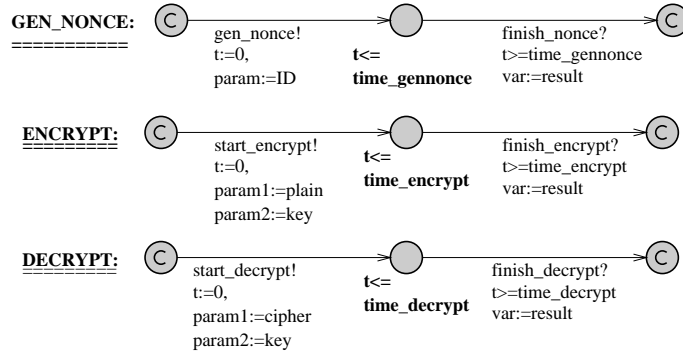 GEN_NONCE:
===========
C
gen_nonce!
t:=0,
param:=ID
t<=
time_gennonce
finish_nonce?
t>=time_gennonce
var:=result
C
ENCRYPT:
=========
C
start_encrypt!
t:=0,
param1:=plain
param2:=key
t<=
time_encrypt
finish_encrypt?
t>=time_encrypt
var:=result
C
DECRYPT:
=========
C
start_decrypt!
t:=0,
param1:=cipher
param2:=key
t<=
time_decrypt
finish_decrypt?
t>=time_decrypt
var:=result
C